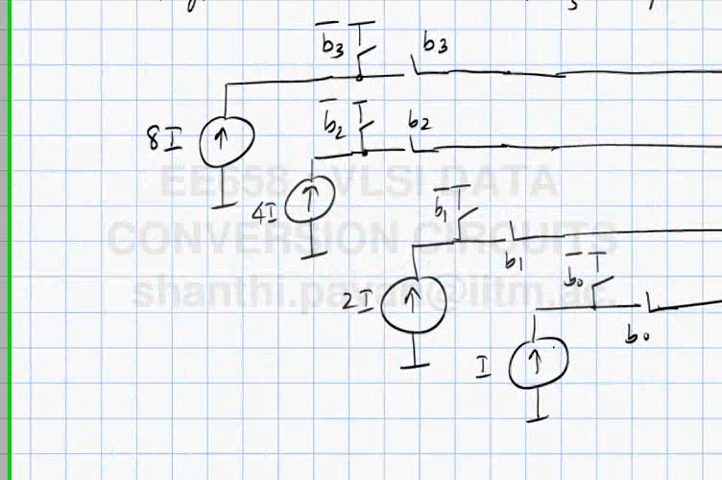 b̅3 b3
8I
b̅2 b2
4I
b̅1
b1
2I
b̅0
b0
I
EE658 VLSI DATA
CONVERSION CIRCUITS
shanthi.pavan@iitm.ac.